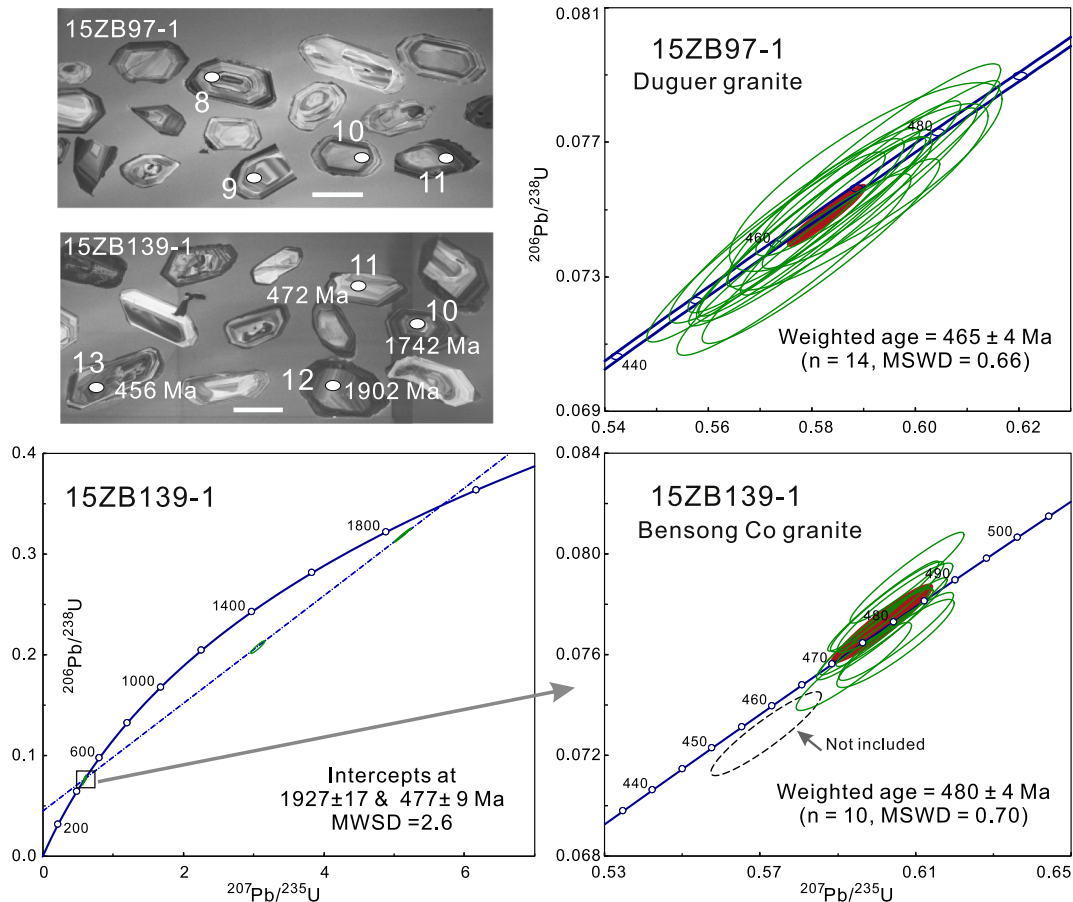 15ZB97-1
8
10
9
11
15ZB139-1
11
472 Ma
10
1742 Ma
13
456 Ma
12
1902 Ma
0.081
0.077
0.073
0.069
²⁰⁶Pb/²³⁸U
15ZB97-1
Duguer granite
480
460
440
Weighted age = 465 ± 4 Ma
(n = 14, MSWD = 0.66)
0.54
0.56
0.58
0.60
0.62
0.4
0.3
0.2
0.1
0.0
²⁰⁶Pb/²³⁸U
15ZB139-1
1800
1400
1000
600
200
Intercepts at
1927±17 & 477± 9 Ma
MWSD =2.6
0
2
4
6
²⁰⁷Pb/²³⁵U
0.084
0.080
0.076
0.072
0.068
²⁰⁶Pb/²³⁸U
15ZB139-1
Bensong Co granite
500
490
480
470
460
450
440
Not included
Weighted age = 480 ± 4 Ma
(n = 10, MSWD = 0.70)
0.53
0.57
0.61
0.65
²⁰⁷Pb/²³⁵U